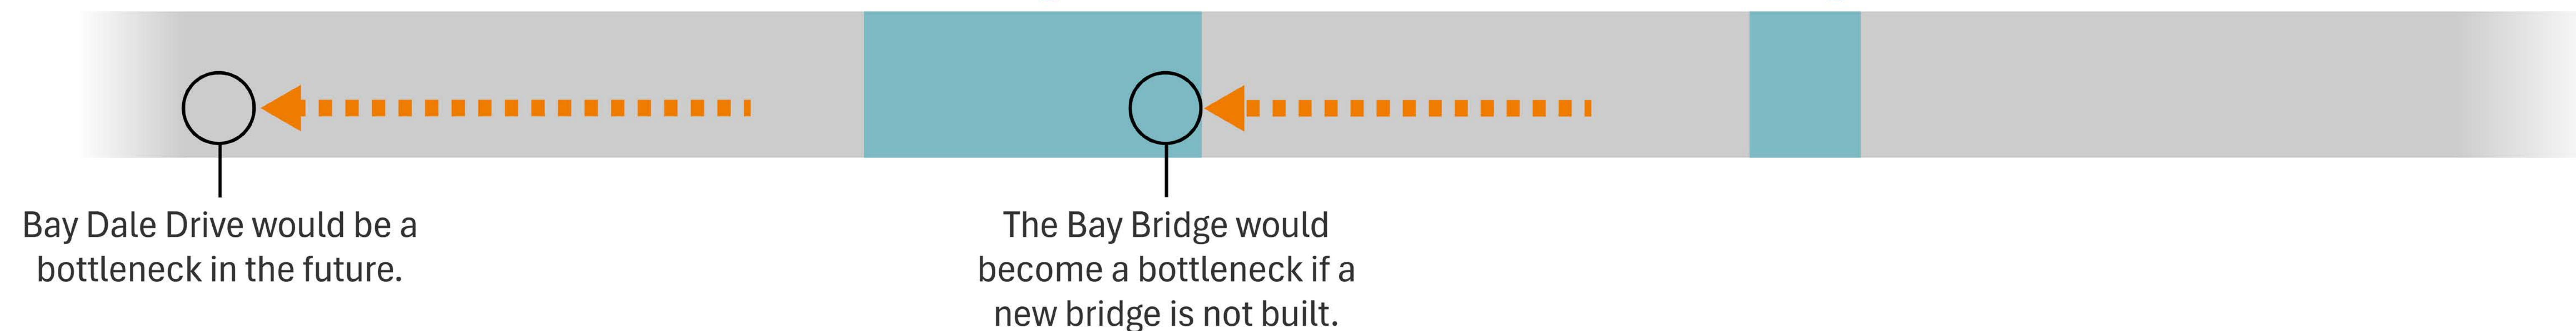 Bay Dale Drive would be a
bottleneck in the future.
The Bay Bridge would
become a bottleneck if a
new bridge is not built.